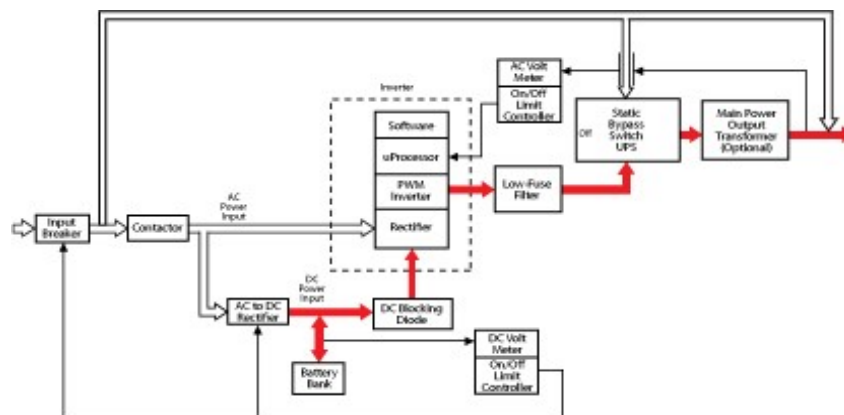 Inverter
AC Volt
Meter
On/Off
Limit
Controller
Software
uProcessor
PWM
Inverter
Rectifier
Off
Static
Bypass
Switch
UPS
Main Power
Output
Transformer
(Optional)
Low-Fuse
Filter
AC
Power
Input
Input
Breaker
Contactor
DC
Power
Input
AC to DC
Rectifier
DC Blocking
Diode
Battery
Bank
DC Volt
Meter
On/Off
Limit
Controller